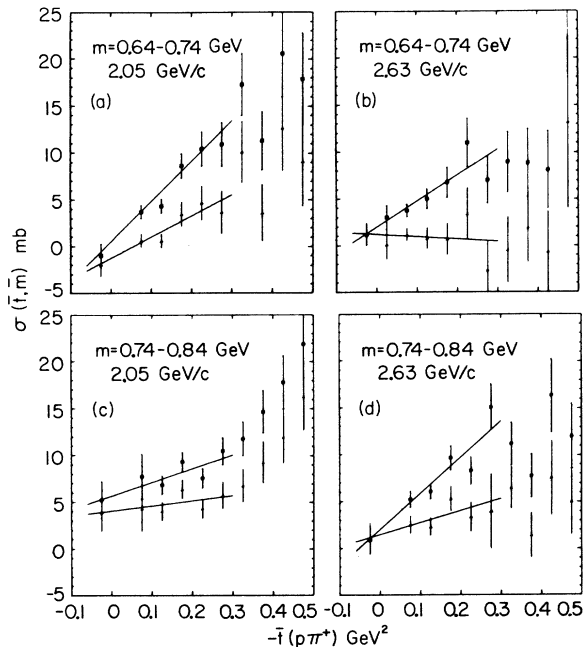 25
20
15
10
5
0
-5
m=0.64-0.74 GeV
2.05 GeV/c
(a)
m=0.64-0.74 GeV
2.63 GeV/c
(b)
σ (t̄,m̄) mb
25
20
15
10
5
0
-5
m=0.74-0.84 GeV
2.05 GeV/c
(c)
m=0.74-0.84 GeV
2.63 GeV/c
(d)
-0.1 0 0.1 0.2 0.3 0.4 0.5
-0.1 0 0.1 0.2 0.3 0.4 0.5
-t̄ (pπ⁺) GeV²